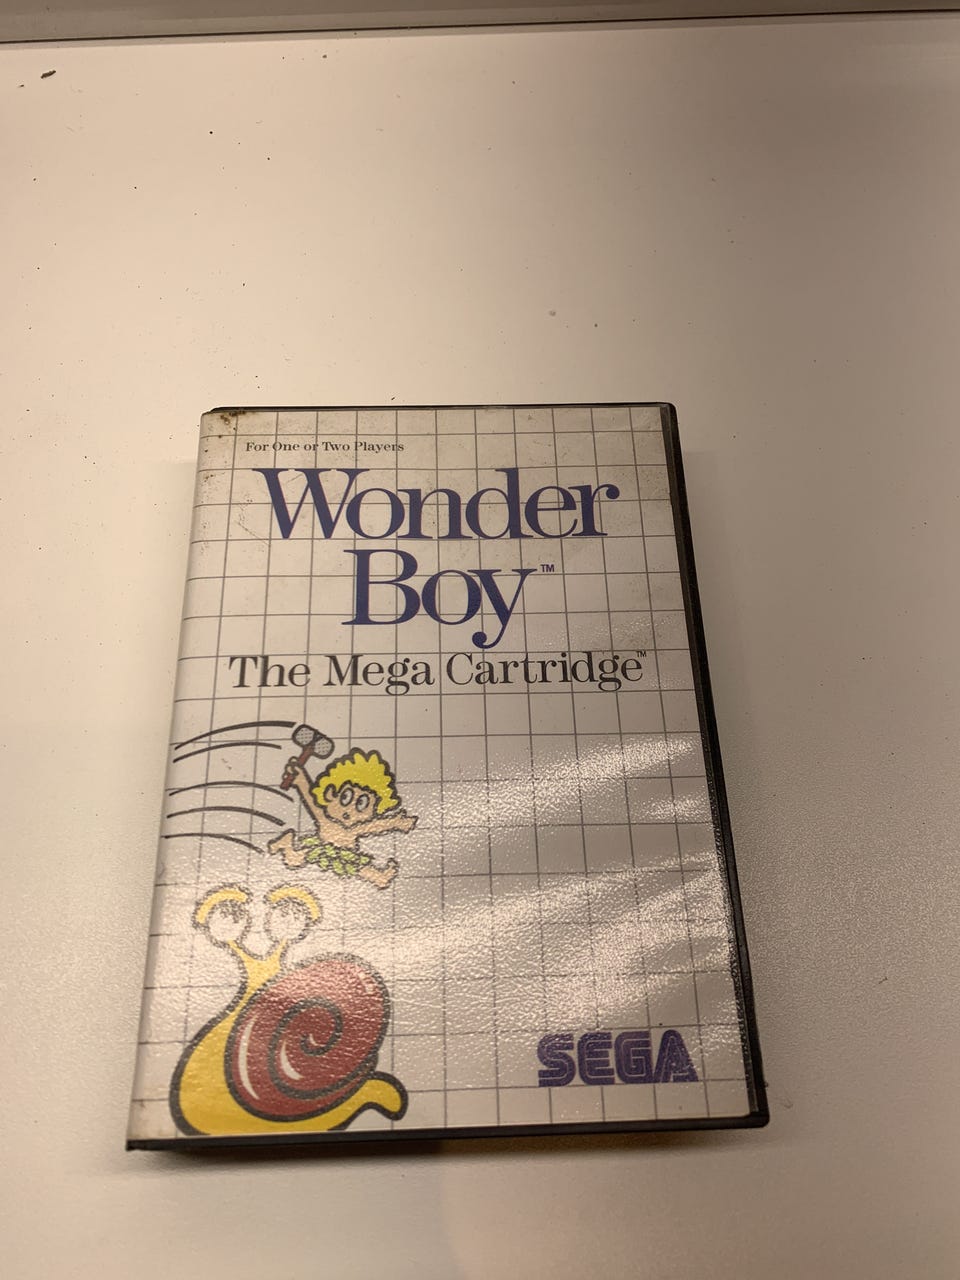 For One or Two Players
Wonder
Boy™
The Mega Cartridge™
SEGA